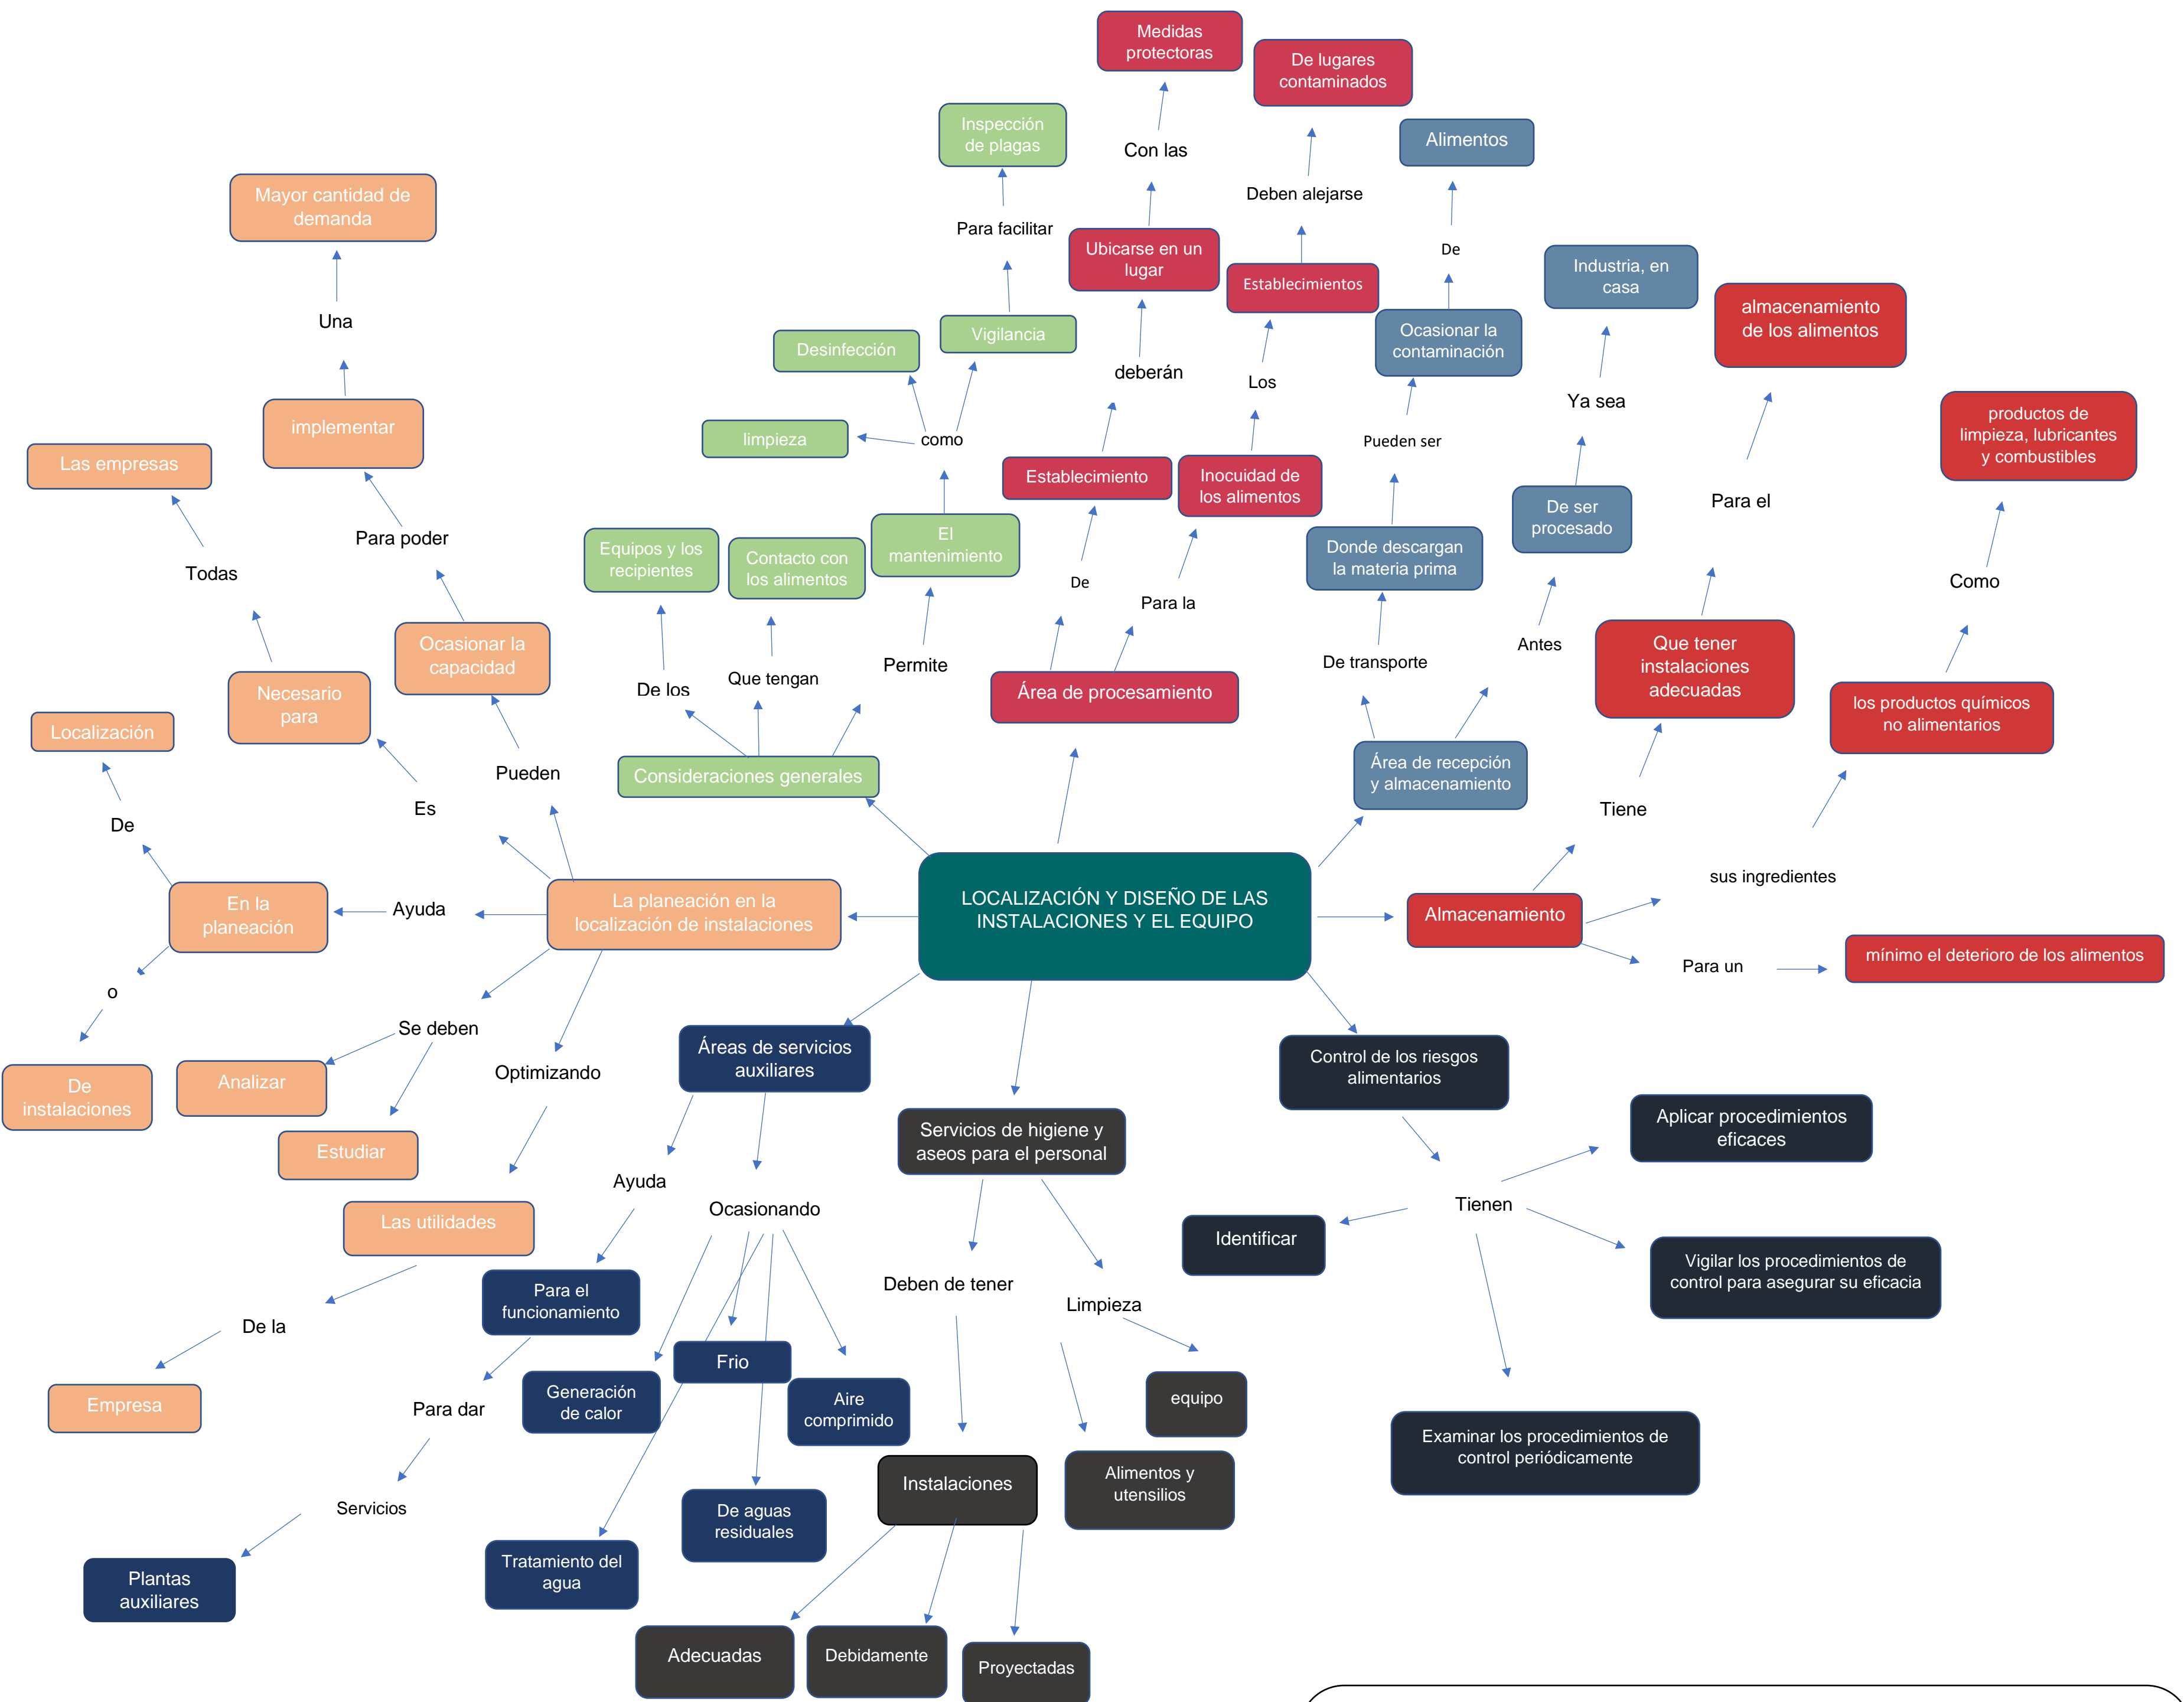 Medidas
protectoras
De lugares
contaminados
Inspección
de plagas
Con las
Alimentos
Mayor cantidad de
demanda
Deben alejarse
Para facilitar
Ubicarse en un
lugar
De
Industria, en
casa
Establecimientos
almacenamiento
de los alimentos
Una
Desinfección
Vigilancia
Ocasionar la
contaminación
deberán
Los
Ya sea
implementar
limpieza
como
Pueden ser
productos de
limpieza, lubricantes
y combustibles
Las empresas
Establecimiento
Inocuidad de
los alimentos
De ser
procesado
Para el
Para poder
Equipos y los
recipientes
Contacto con
los alimentos
El
mantenimiento
Donde descargan
la materia prima
Todas
De
Para la
Como
Ocasionar la
capacidad
Permite
De transporte
Antes
Que tener
instalaciones
adecuadas
Necesario
para
De los
Que tengan
Área de procesamiento
los productos químicos
no alimentarios
Localización
Pueden
Consideraciones generales
Área de recepción
y almacenamiento
Es
Tiene
De
En la
planeación
Ayuda
La planeación en la
localización de instalaciones
LOCALIZACIÓN Y DISEÑO DE LAS
INSTALACIONES Y EL EQUIPO
Almacenamiento
sus ingredientes
Para un
mínimo el deterioro de los alimentos
o
Se deben
Áreas de servicios
auxiliares
Control de los riesgos
alimentarios
De
instalaciones
Analizar
Optimizando
Estudiar
Servicios de higiene y
aseos para el personal
Aplicar procedimientos
eficaces
Ayuda
Ocasionando
Tienen
Las utilidades
Identificar
Vigilar los procedimientos de
control para asegurar su eficacia
Deben de tener
Limpieza
Para el
funcionamiento
De la
Frio
Empresa
Generación
de calor
Aire
comprimido
equipo
Para dar
Examinar los procedimientos de
control periódicamente
Instalaciones
Alimentos y
utensilios
Servicios
De aguas
residuales
Tratamiento del
agua
Plantas
auxiliares
Adecuadas
Debidamente
Proyectadas